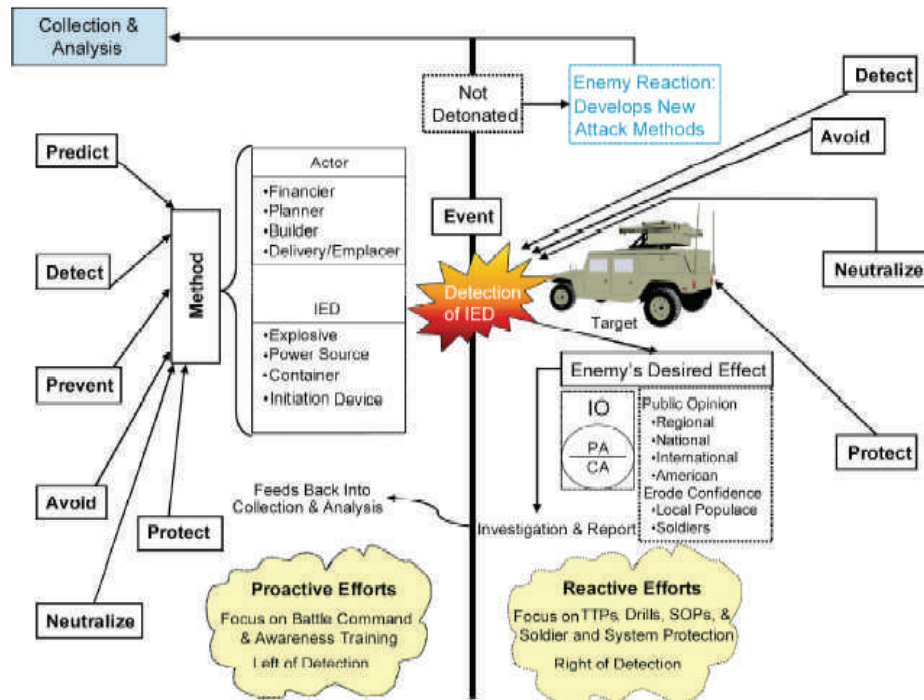 Collection &
Analysis
Not
Detonated
Enemy Reaction:
Develops New
Attack Methods
Detect
Avoid
Neutralize
Protect
Predict
Detect
Prevent
Avoid
Protect
Neutralize
Method
Actor
•Financier
•Planner
•Builder
•Delivery/Emplacer
IED
•Explosive
•Power Source
•Container
•Initiation Device
Event
Detection
of IED
Target
Enemy's Desired Effect
IO
PA
CA
Public Opinion
•Regional
•National
•International
•American
Erode Confidence
•Local Populace
•Soldiers
Feeds Back Into
Collection & Analysis
Investigation & Report
Proactive Efforts
Focus on Battle Command
& Awareness Training
Left of Detection
Reactive Efforts
Focus on TTPs, Drills, SOPs, &
Soldier and System Protection
Right of Detection